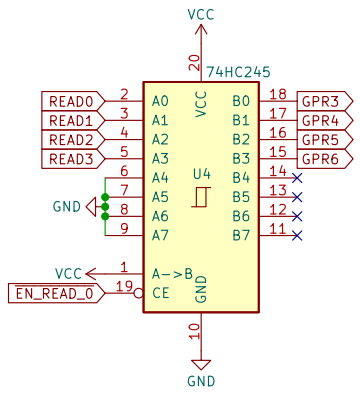 VCC
74HC245
20
VCC
READ0 2 A0 B0 18 GPR3
READ1 3 A1 B1 17 GPR4
READ2 4 A2 B2 16 GPR5
READ3 5 A3 B3 15 GPR6
6 A4 U4 B4 14
GND 7 A5 B5 13
8 A6 B6 12
9 A7 B7 11
VCC 1 A->B
EN_READ_0 19 CE
GND
10
GND